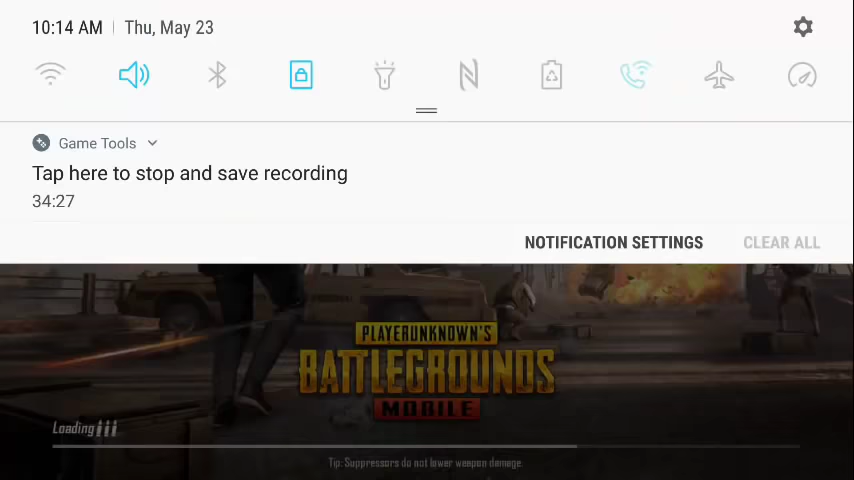 10:14 AM | Thu, May 23
Game Tools
Tap here to stop and save recording
34:27
NOTIFICATION SETTINGS CLEAR ALL
PLAYERUNKNOWN'S
BATTLEGROUNDS
MOBILE
Loading
Tip: Suppressors do not lower weapon damage.